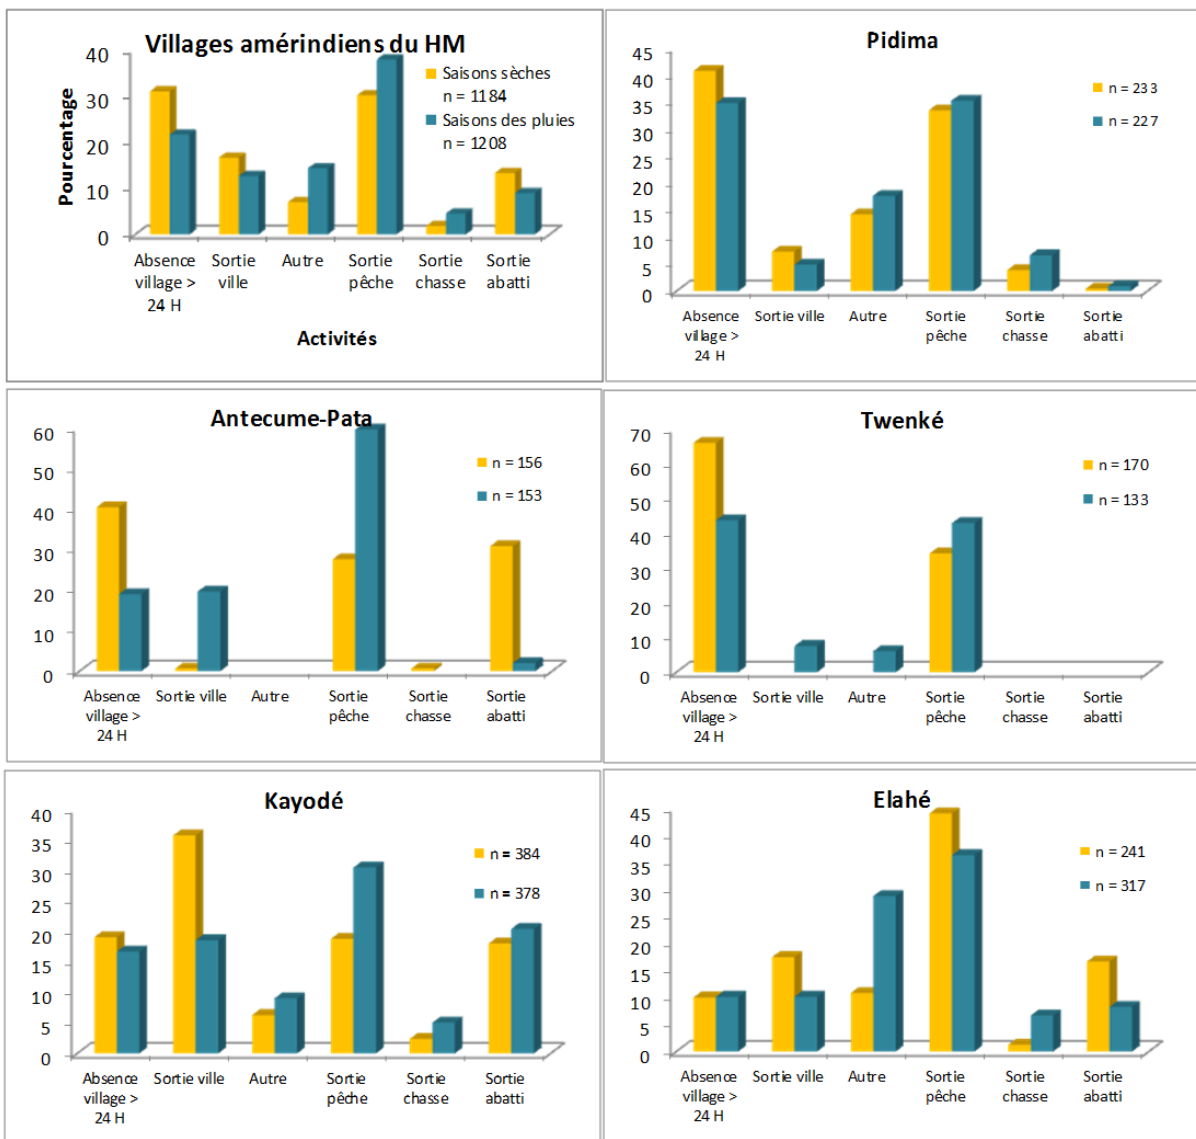 Villages amérindiens du HM
Pourcentage
40
30
20
10
0
Saisons sèches
n = 1184
Saisons des pluies
n = 1208
Absence village > 24 H
Sortie ville
Autre
Sortie pêche
Sortie chasse
Sortie abatti
Activités
Pidima
45
40
35
30
25
20
15
10
5
0
n = 233
n = 227
Absence village > 24 H
Sortie ville
Autre
Sortie pêche
Sortie chasse
Sortie abatti
Antecume-Pata
60
50
40
30
20
10
0
n = 156
n = 153
Absence village > 24 H
Sortie ville
Autre
Sortie pêche
Sortie chasse
Sortie abatti
Twenké
70
60
50
40
30
20
10
0
n = 170
n = 133
Absence village > 24 H
Sortie ville
Autre
Sortie pêche
Sortie chasse
Sortie abatti
Kayodé
40
35
30
25
20
15
10
5
0
n = 384
n = 378
Absence village > 24 H
Sortie ville
Autre
Sortie pêche
Sortie chasse
Sortie abatti
Elahé
45
40
35
30
25
20
15
10
5
0
n = 241
n = 317
Absence village > 24 H
Sortie ville
Autre
Sortie pêche
Sortie chasse
Sortie abatti